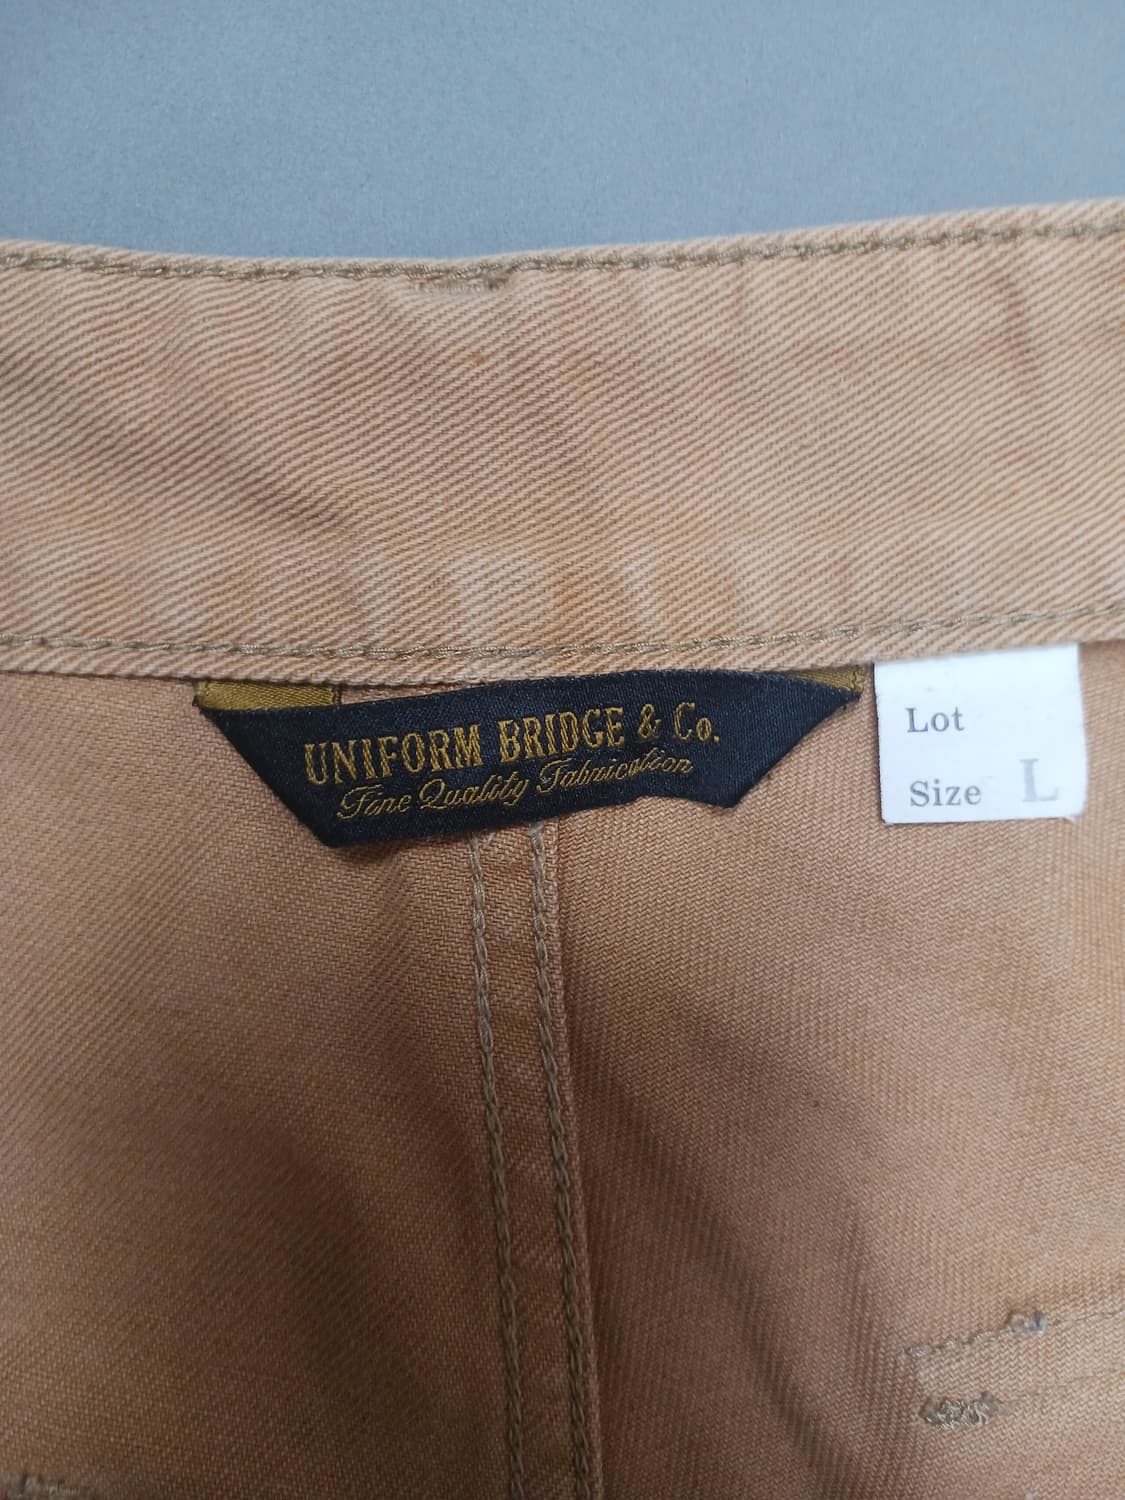 UNIFORM BRIDGE & Co.
Fine Quality Fabrication
Lot
Size L